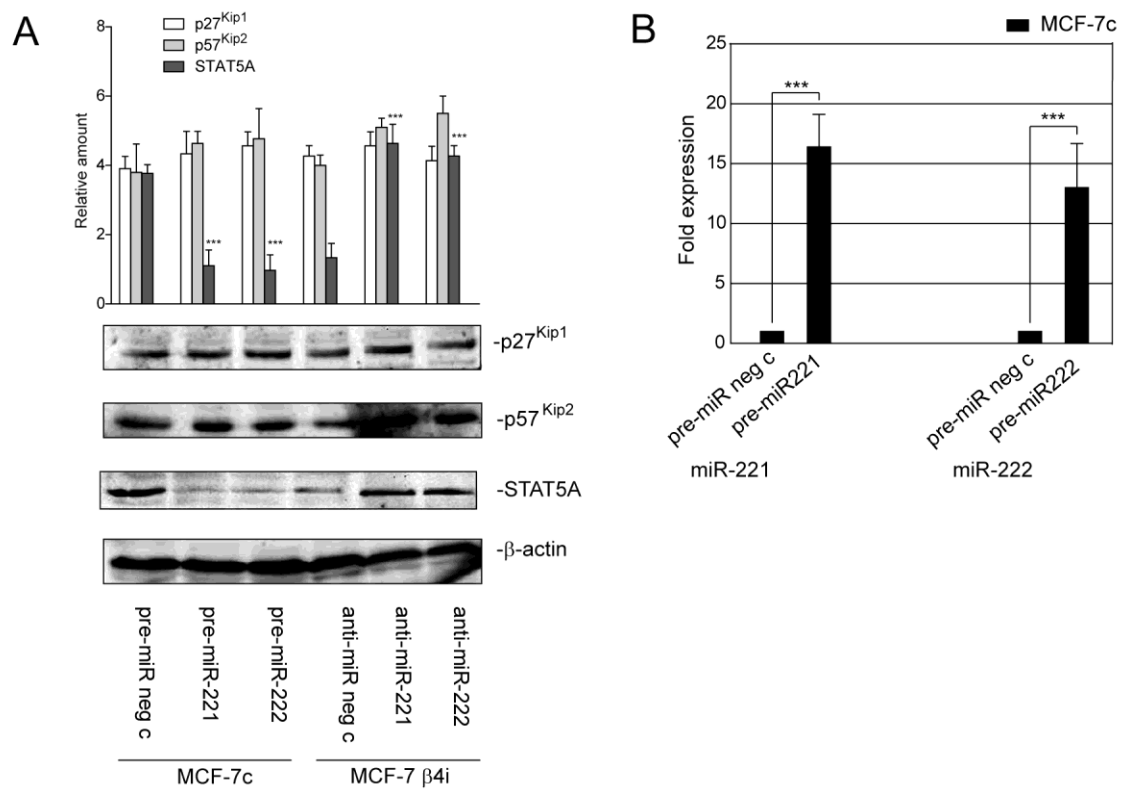 A
p27Kip1
p57Kip2
STAT5A
8
6
4
2
0
Relative amount
***
***
***
***
-p27Kip1
-p57Kip2
-STAT5A
-β-actin
pre-miR neg c
pre-miR-221
pre-miR-222
anti-miR neg c
anti-miR-221
anti-miR-222
MCF-7c
MCF-7 β4i
B
MCF-7c
25
20
15
10
5
0
Fold expression
***
***
pre-miR neg c
pre-miR221
pre-miR neg c
pre-miR222
miR-221
miR-222